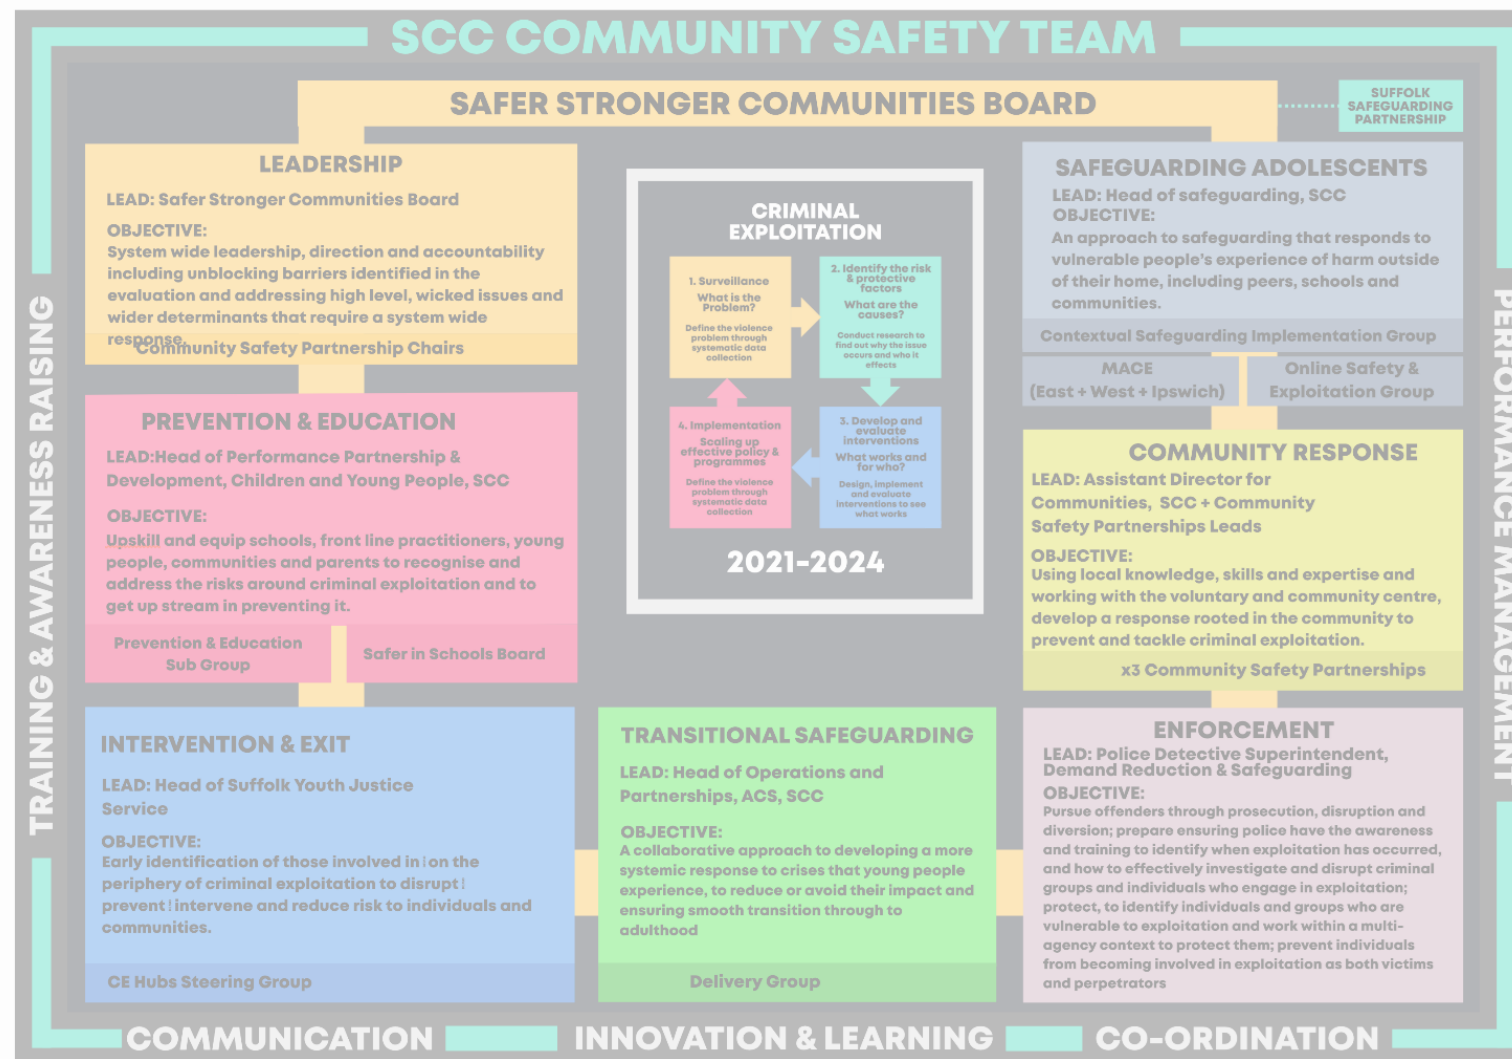 SCC COMMUNITY SAFETY TEAM
SAFER STRONGER COMMUNITIES BOARD
SUFFOLK
SAFEGUARDING
PARTNERSHIP
TRAINING & AWARENESS RAISING
LEADERSHIP
LEAD: Safer Stronger Communities Board
OBJECTIVE:
System wide leadership, direction and accountability
including unblocking barriers identified in the
evaluation and addressing high level, wicked issues and
wider determinants that require a system wide
response.
Community Safety Partnership Chairs
PREVENTION & EDUCATION
LEAD:Head of Performance Partnership &
Development, Children and Young People, SCC
OBJECTIVE:
Upskill and equip schools, front line practitioners, young
people, communities and parents to recognise and
address the risks around criminal exploitation and to
get up stream in preventing it.
Prevention & Education
Sub Group
Safer in Schools Board
INTERVENTION & EXIT
LEAD: Head of Suffolk Youth Justice
Service
OBJECTIVE:
Early identification of those involved in|on the
periphery of criminal exploitation to disrupt|
prevent|intervene and reduce risk to individuals and
communities.
CE Hubs Steering Group
CRIMINAL
EXPLOITATION
1. Surveillance
What is the
Problem?
Define the violence
problem through
systematic data
collection
2. Identify the risk
& protective
factors
What are the
causes?
Conduct research to
find out why the issue
occurs and who it
effects
4. Implementation
Scaling up
effective policy &
programmes
Define the violence
problem through
systematic data
collection
3. Develop and
evaluate
interventions
What works and
for who?
Design, implement
and evaluate
interventions to see
what works
2021-2024
TRANSITIONAL SAFEGUARDING
LEAD: Head of Operations and
Partnerships, ACS, SCC
OBJECTIVE:
A collaborative approach to developing a more
systemic response to crises that young people
experience, to reduce or avoid their impact and
ensuring smooth transition through to
adulthood
Delivery Group
SAFEGUARDING ADOLESCENTS
LEAD: Head of safeguarding, SCC
OBJECTIVE:
An approach to safeguarding that responds to
vulnerable people's experience of harm outside
of their home, including peers, schools and
communities.
Contextual Safeguarding Implementation Group
MACE
(East + West + Ipswich)
Online Safety &
Exploitation Group
COMMUNITY RESPONSE
LEAD: Assistant Director for
Communities, SCC + Community
Safety Partnerships Leads
OBJECTIVE:
Using local knowledge, skills and expertise and
working with the voluntary and community centre,
develop a response rooted in the community to
prevent and tackle criminal exploitation.
x3 Community Safety Partnerships
ENFORCEMENT
LEAD: Police Detective Superintendent,
Demand Reduction & Safeguarding
OBJECTIVE:
Pursue offenders through prosecution, disruption and
diversion; prepare ensuring police have the awareness
and training to identify when exploitation has occurred,
and how to effectively investigate and disrupt criminal
groups and individuals who engage in exploitation;
protect, to identify individuals and groups who are
vulnerable to exploitation and work within a multi-
agency context to protect them; prevent individuals
from becoming involved in exploitation as both victims
and perpetrators
PERFORMANCE MANAGEMENT
COMMUNICATION
INNOVATION & LEARNING
CO-ORDINATION